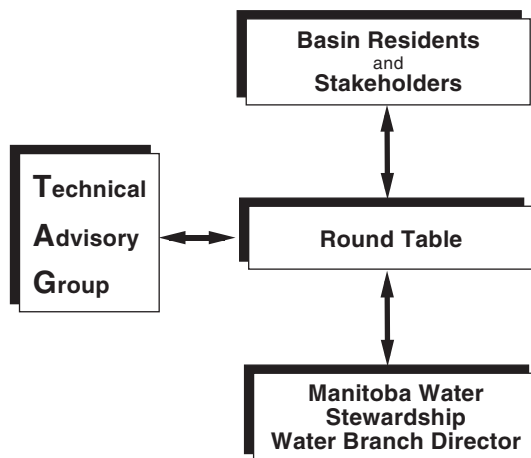 Basin Residents
and
Stakeholders
Technical
Advisory
Group
Round Table
Manitoba Water
Stewardship
Water Branch Director